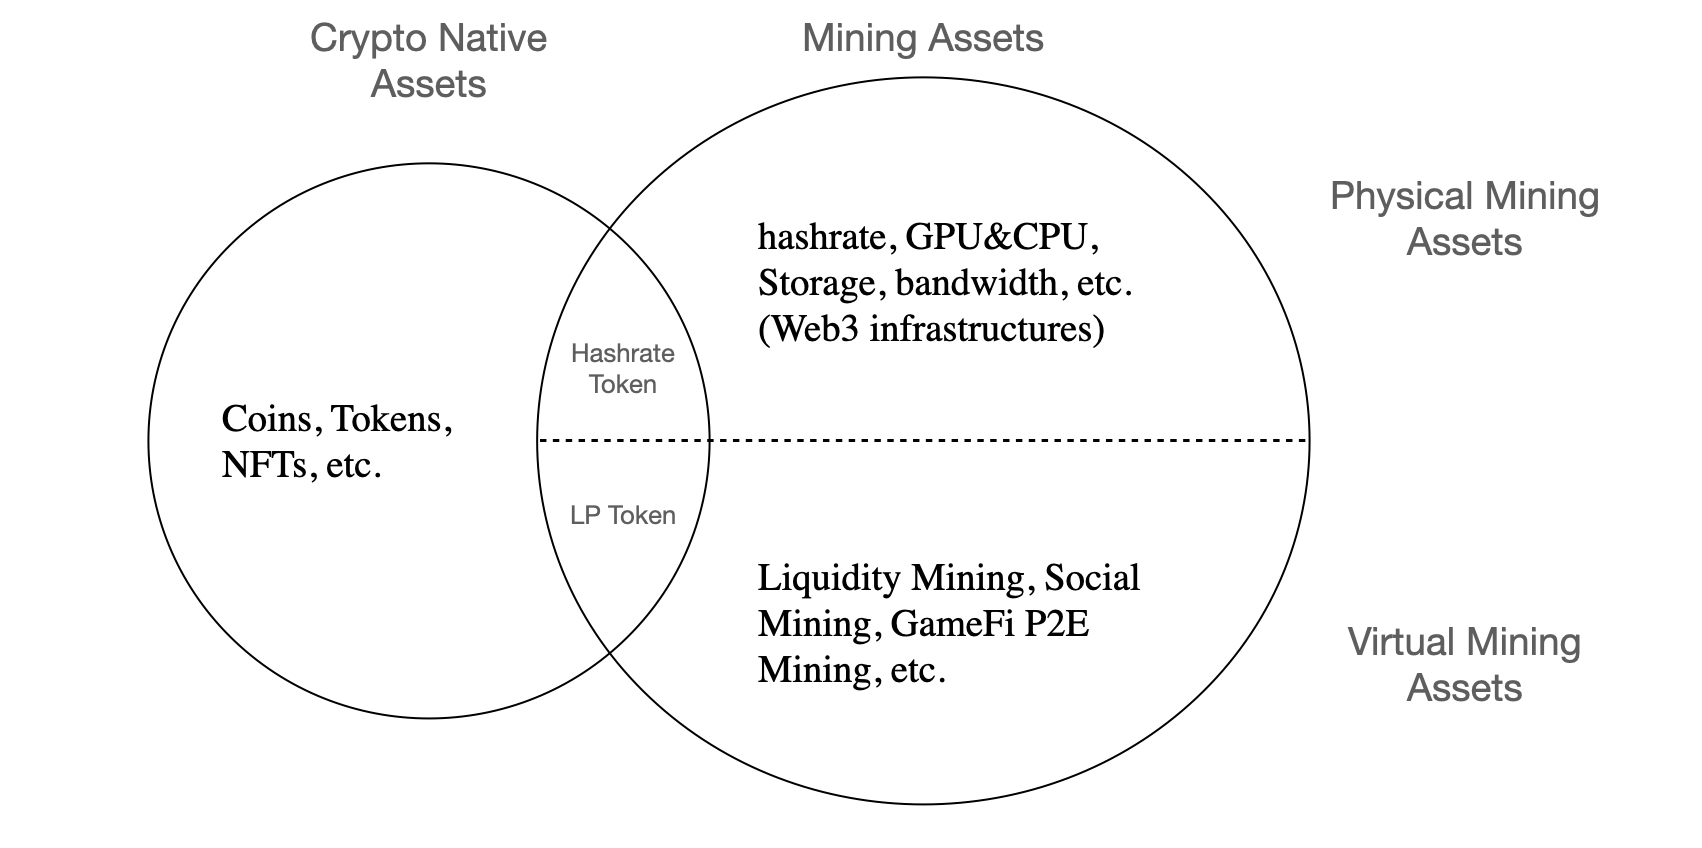 Crypto Native
Assets
Mining Assets
Physical Mining
Assets
hashrate, GPU&CPU,
Storage, bandwidth, etc.
(Web3 infrastructures)
Hashrate
Token
Coins, Tokens,
NFTs, etc.
LP Token
Liquidity Mining, Social
Mining, GameFi P2E
Mining, etc.
Virtual Mining
Assets